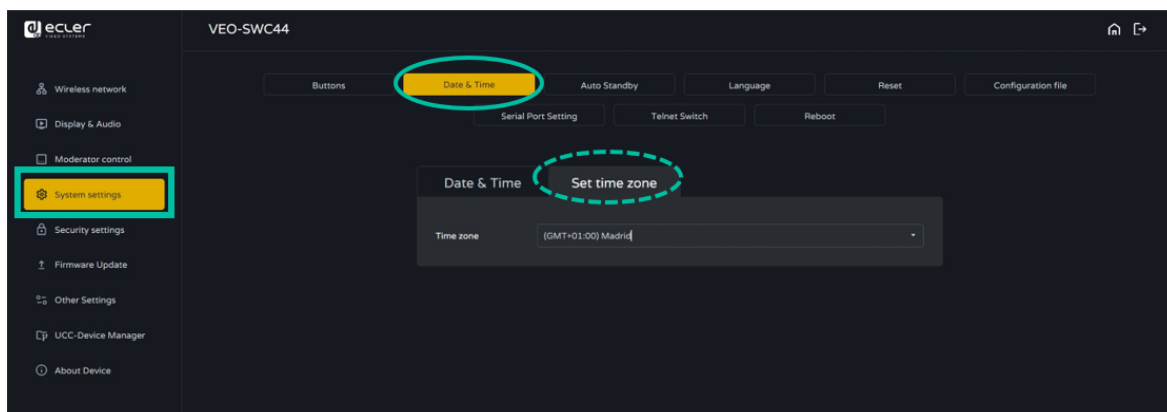 ecler
VIDEO SYSTEMS
VEO-SWC44
Wireless network
Display & Audio
Moderator control
System settings
Security settings
Firmware Update
Other Settings
UCC-Device Manager
About Device
Buttons
Date & Time
Auto Standby
Language
Reset
Configuration file
Serial Port Setting
Telnet Switch
Reboot
Date & Time
Set time zone
Time zone
(GMT+01:00) Madrid